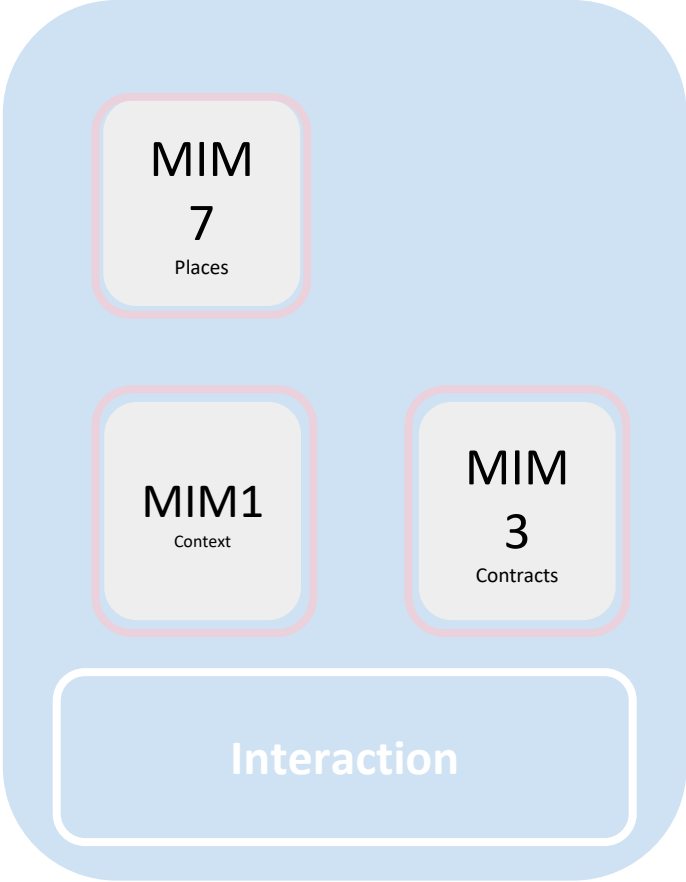 MIM
7
Places
MIM1
Context
MIM
3
Contracts
Interaction